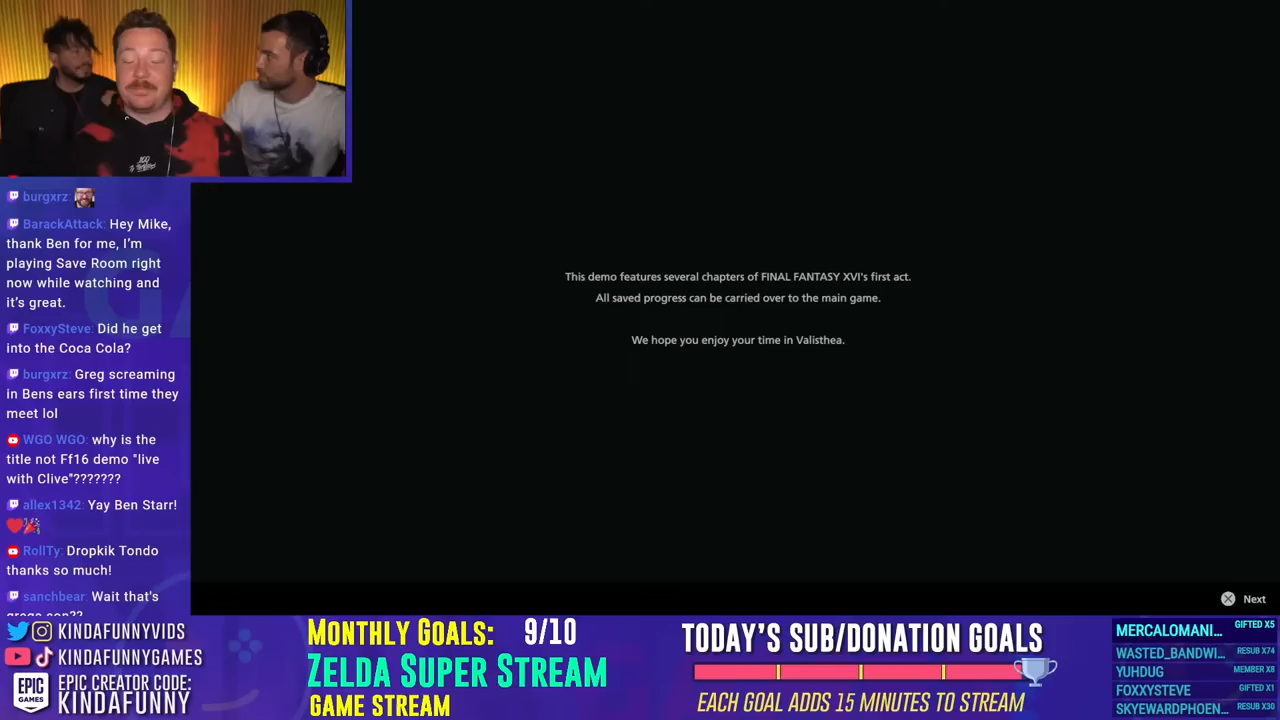 burgxrz:
BarackAttack: Hey Mike,
thank Ben for me, I'm
playing Save Room right
now while watching and
it's great.
FoxxySteve: Did he get
into the Coca Cola?
burgxrz: Greg screaming
in Bens ears first time they
meet lol
WGO WGO: why is the
title not Ff16 demo "live
with Clive"???????
allex1342: Yay Ben Starr!
RollTy: Dropkik Tondo
thanks so much!
sanchbear: Wait that's
This demo features several chapters of FINAL FANTASY XVI's first act.
All saved progress can be carried over to the main game.
We hope you enjoy your time in Valisthea.
Next
KINDAFUNNYVIDS
KINDAFUNNYGAMES
EPIC GAMES
EPIC CREATOR CODE:
KINDAFUNNY
MONTHLY GOALS: 9/10
ZELDA SUPER STREAM
GAME STREAM
TODAY'S SUB/DONATION GOALS
EACH GOAL ADDS 15 MINUTES TO STREAM
MERCALOMANI... GIFTED X5
WASTED_BANDWI... RESUB X74
YUHDUG MEMBER X8
FOXXYSTEVE GIFTED X1
SKYEWARDPHOEN... RESUB X30